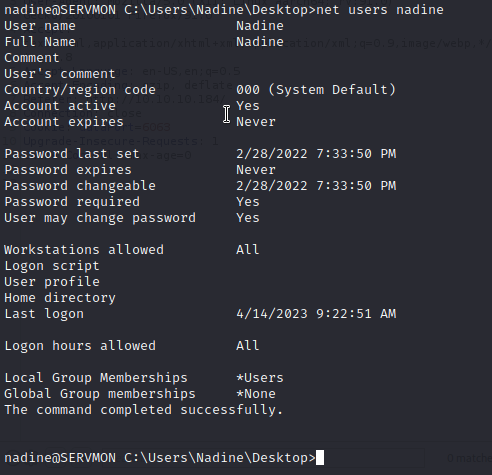 nadine@SERVMON C:\Users\Nadine\Desktop>net users nadine
User name                    Nadine
Full Name                    Nadine
Comment
User's comment
Country/region code          000 (System Default)
Account active               Yes
Account expires              Never

Password last set            2/28/2022 7:33:50 PM
Password expires             Never
Password changeable          2/28/2022 7:33:50 PM
Password required            Yes
User may change password     Yes

Workstations allowed         All
Logon script
User profile
Home directory
Last logon                   4/14/2023 9:22:51 AM

Logon hours allowed          All

Local Group Memberships      *Users
Global Group memberships     *None
The command completed successfully.

nadine@SERVMON C:\Users\Nadine\Desktop>